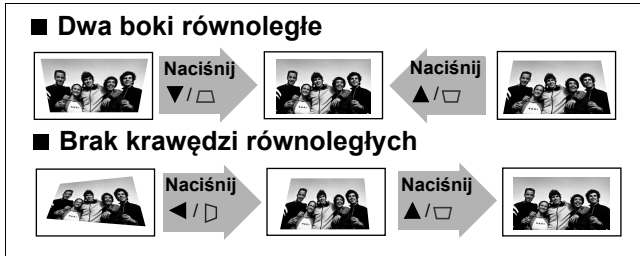 ■ Dwa boki równoległe
Naciśnij
▼/
Naciśnij
▲/
■ Brak krawędzi równoległych
Naciśnij
◄/
Naciśnij
▲/